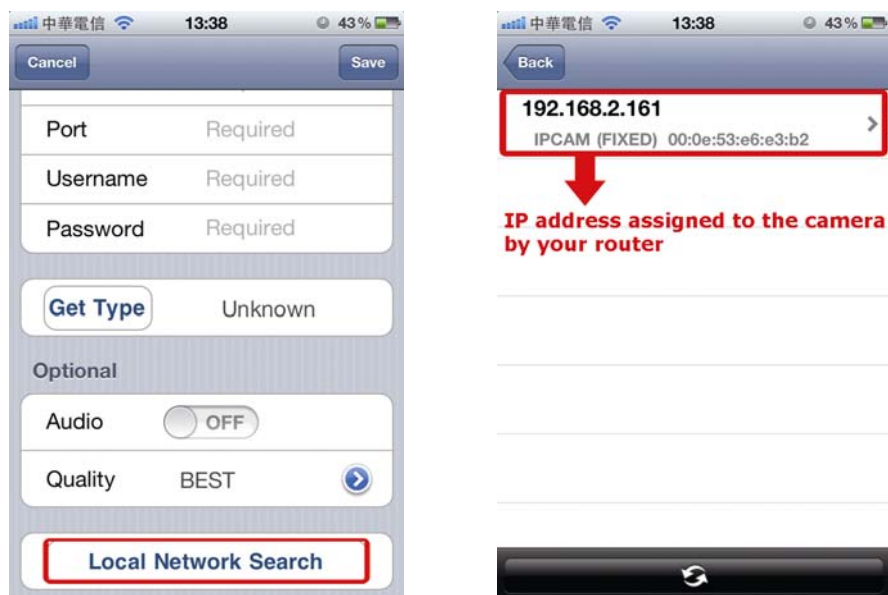 中華電信 13:38 43%
Cancel Save
Port Required
Username Required
Password Required
Get Type Unknown
Optional
Audio OFF
Quality BEST
Local Network Search
中華電信 13:38 43%
Back
192.168.2.161
IPCAM (FIXED) 00:0e:53:e6:e3:b2
IP address assigned to the camera
by your router